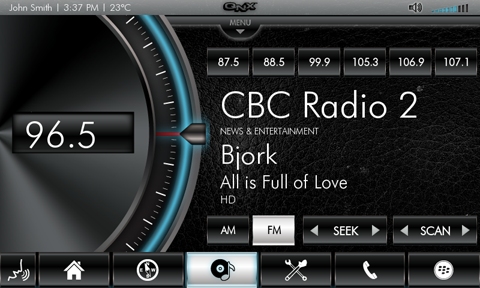 John Smith | 3:37 PM | 23°C
QNX
MENU
87.5 88.5 99.9 105.3 106.9 107.1
96.5
CBC Radio 2
NEWS & ENTERTAINMENT
Bjork
All is Full of Love
HD
AM FM SEEK SCAN